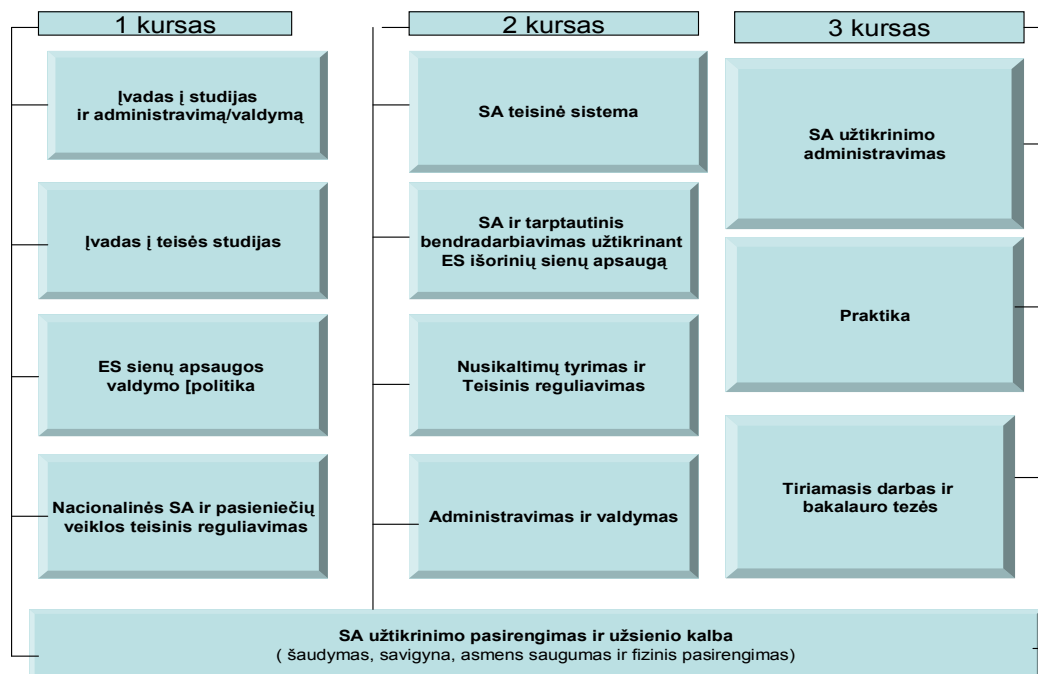 1 kursas
Įvadas į studijas
ir administravimą/valdymą
Įvadas į teisės studijas
ES sienų apsaugos
valdymo [politika
Nacionalinės SA ir pasieniečių
veiklos teisinis reguliavimas
2 kursas
SA teisinė sistema
SA ir tarptautinis
bendradarbiavimas užtikrinant
ES išorinių sienų apsaugą
Nusikaltimų tyrimas ir
Teisinis reguliavimas
Administravimas ir valdymas
3 kursas
SA užtikrinimo
administravimas
Praktika
Tiriamasis darbas ir
bakalauro tezės
SA užtikrinimo pasirengimas ir užsienio kalba
( šaudymas, savigyna, asmens saugumas ir fizinis pasirengimas)